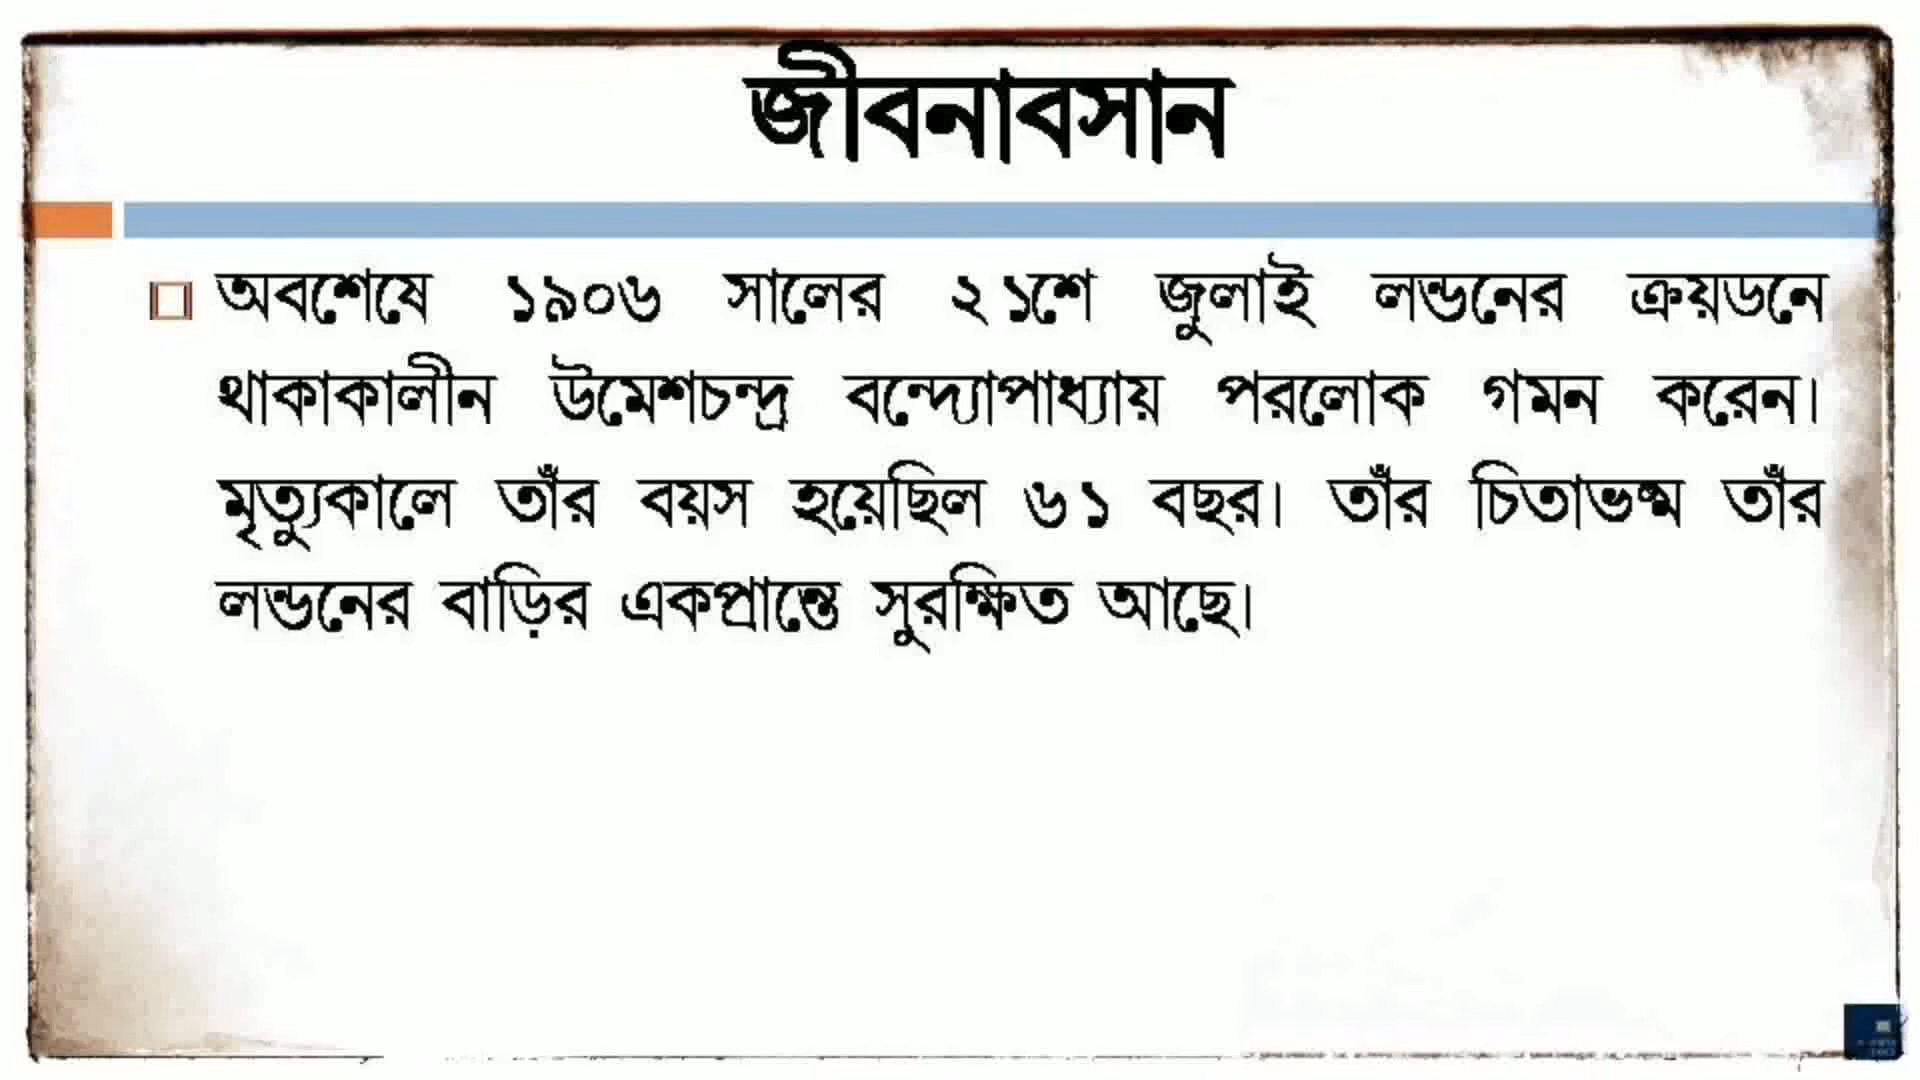 জীবনাবসান
অবশেষে ১৯০৬ সালের ২১শে জুলাই লন্ডনের ক্রয়ডনে
থাকাকালীন উমেশচন্দ্র বন্দ্যোপাধ্যায় পরলোক গমন করেন।
মৃত্যুকালে তাঁর বয়স হয়েছিল ৬১ বছর। তাঁর চিতাভষ্ম তাঁর
লন্ডনের বাড়ির একপ্রান্তে সুরক্ষিত আছে।